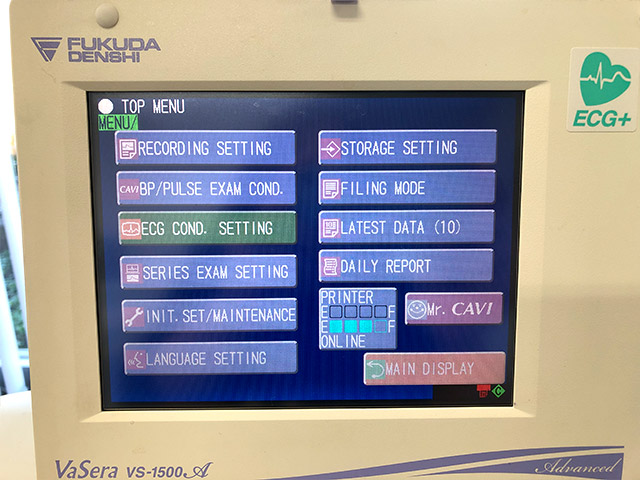 FUKUDA
DENSHI
ECG+
TOP MENU
MENU/
RECORDING SETTING
STORAGE SETTING
CAVI BP/PULSE EXAM COND.
FILING MODE
ECG COND. SETTING
LATEST DATA (10)
SERIES EXAM SETTING
DAILY REPORT
INIT. SET/MAINTENANCE
PRINTER
E F
E F
ONLINE
Mr. CAVI
LANGUAGE SETTING
MAIN DISPLAY
VaSera VS-1500A
Advanced